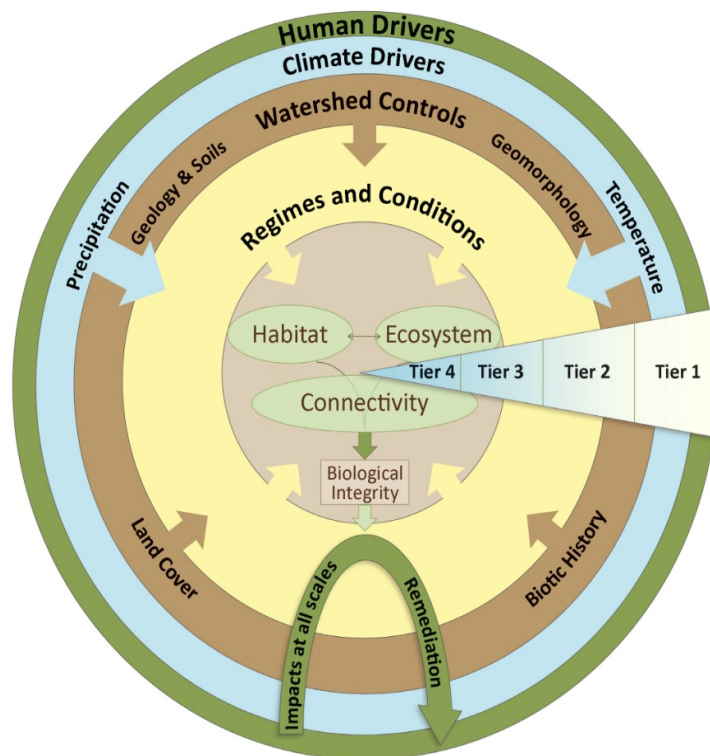 Human Drivers
Climate Drivers
Watershed Controls
Geology & Soils
Geomorphology
Precipitation
Temperature
Regimes and Conditions
Habitat
Ecosystem
Tier 4
Tier 3
Tier 2
Tier 1
Connectivity
Biological
Integrity
Land Cover
Biotic History
Impacts at all scales
Remediation